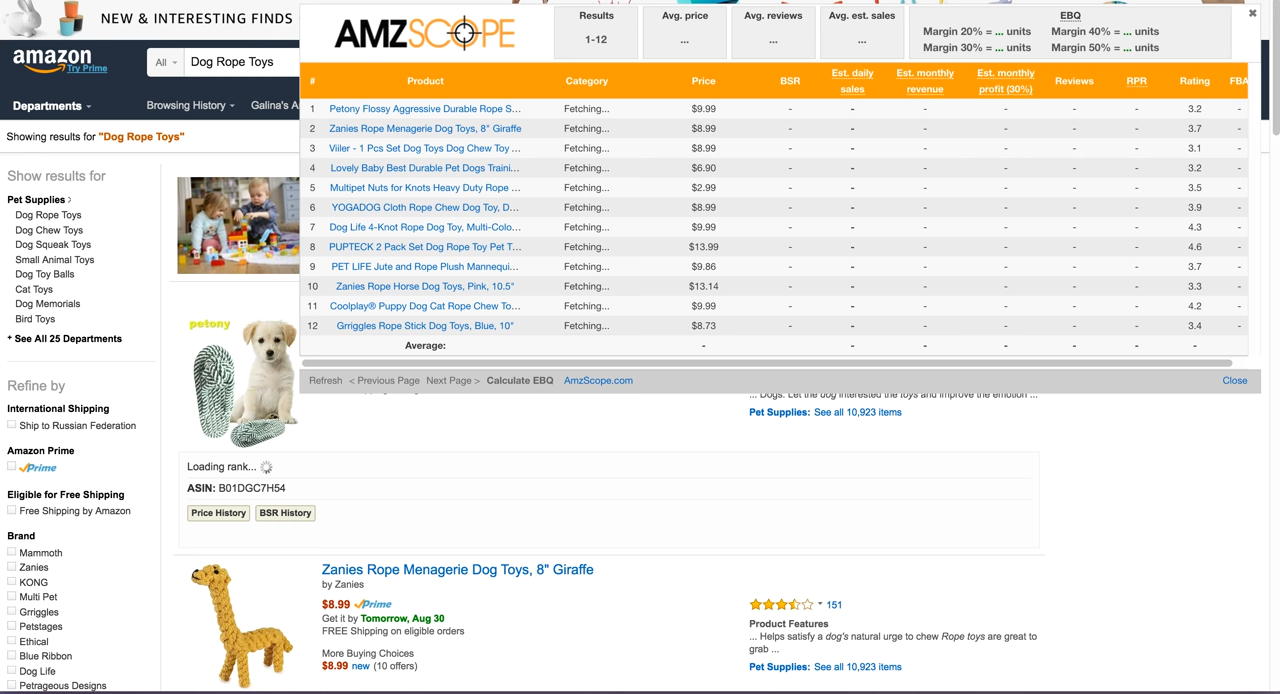 NEW & INTERESTING FINDS
amazon
Try Prime
All
Dog Rope Toys
Departments
Browsing History
Galina's A
Showing results for "Dog Rope Toys"
Show results for
Pet Supplies
Dog Rope Toys
Dog Chew Toys
Dog Squeak Toys
Small Animal Toys
Dog Toy Balls
Cat Toys
Dog Memorials
Bird Toys
+ See All 25 Departments
Refine by
International Shipping
Ship to Russian Federation
Amazon Prime
Prime
Eligible for Free Shipping
Free Shipping by Amazon
Brand
Mammoth
Zanies
KONG
Multi Pet
Grriggles
Petstages
Ethical
Blue Ribbon
Dog Life
Petrageous Designs
AMZSCOPE
Results
1-12
Avg. price
...
Avg. reviews
...
Avg. est. sales
...
EBQ
Margin 20% = ... units Margin 40% = ... units
Margin 30% = ... units Margin 50% = ... units
# Product Category Price BSR Est. daily sales Est. monthly revenue Est. monthly profit (30%) Reviews RPR Rating FBA
1 Petony Flossy Aggressive Durable Rope S... Fetching... $9.99 - - - - - - 3.2 -
2 Zanies Rope Menagerie Dog Toys, 8" Giraffe Fetching... $8.99 - - - - - - 3.7 -
3 Viiler - 1 Pcs Set Dog Toys Dog Chew Toy ... Fetching... $8.99 - - - - - - 3.1 -
4 Lovely Baby Best Durable Pet Dogs Traini... Fetching... $6.90 - - - - - - 3.2 -
5 Multipet Nuts for Knots Heavy Duty Rope ... Fetching... $2.99 - - - - - - 3.5 -
6 YOGADOG Cloth Rope Chew Dog Toy, D... Fetching... $8.99 - - - - - - 3.9 -
7 Dog Life 4-Knot Rope Dog Toy, Multi-Colo... Fetching... $9.99 - - - - - - 4.3 -
8 PUPTECK 2 Pack Set Dog Rope Toy Pet T... Fetching... $13.99 - - - - - - 4.6 -
9 PET LIFE Jute and Rope Plush Mannequi... Fetching... $9.86 - - - - - - 3.7 -
10 Zanies Rope Horse Dog Toys, Pink, 10.5" Fetching... $13.14 - - - - - - 3.3 -
11 Coolplay® Puppy Dog Cat Rope Chew To... Fetching... $9.99 - - - - - - 4.2 -
12 Grriggles Rope Stick Dog Toys, Blue, 10" Fetching... $8.73 - - - - - - 3.4 -
Average: - - - - - - -
Refresh < Previous Page Next Page > Calculate EBQ AmzScope.com Close
petony
... Dogs. Let the dog interested the toys and improve the emotion ...
Pet Supplies: See all 10,923 items
Loading rank...
ASIN: B01DGC7H54
Price History BSR History
Zanies Rope Menagerie Dog Toys, 8" Giraffe
by Zanies
$8.99 Prime
Get it by Tomorrow, Aug 30
FREE Shipping on eligible orders
More Buying Choices
$8.99 new (10 offers)
151
Product Features
... Helps satisfy a dog's natural urge to chew Rope toys are great to
grab ...
Pet Supplies: See all 10,923 items